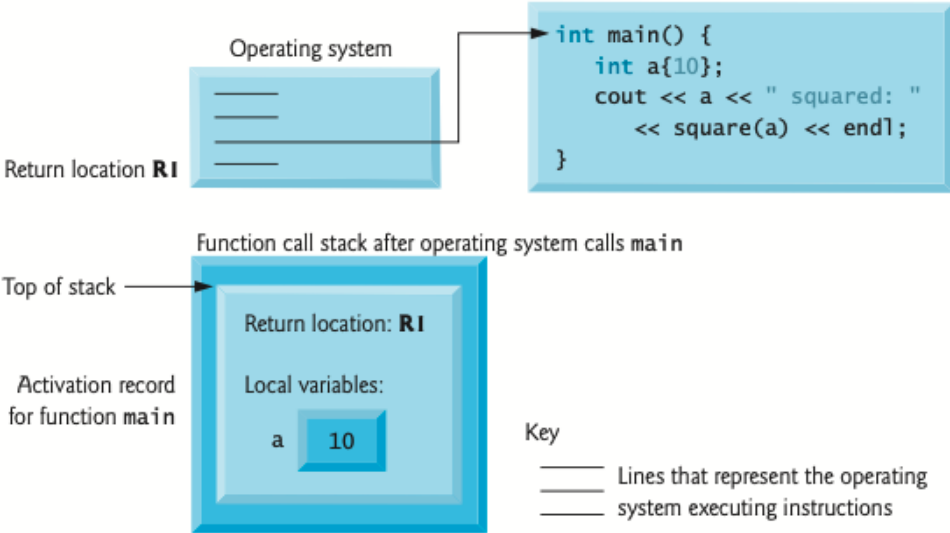 Operating system
int main() {
int a{10};
cout << a << " squared: "
<< square(a) << endl;
}
Return location R1
Function call stack after operating system calls main
Top of stack
Return location: R1
Activation record
for function main
Local variables:
a 10
Key
Lines that represent the operating
system executing instructions